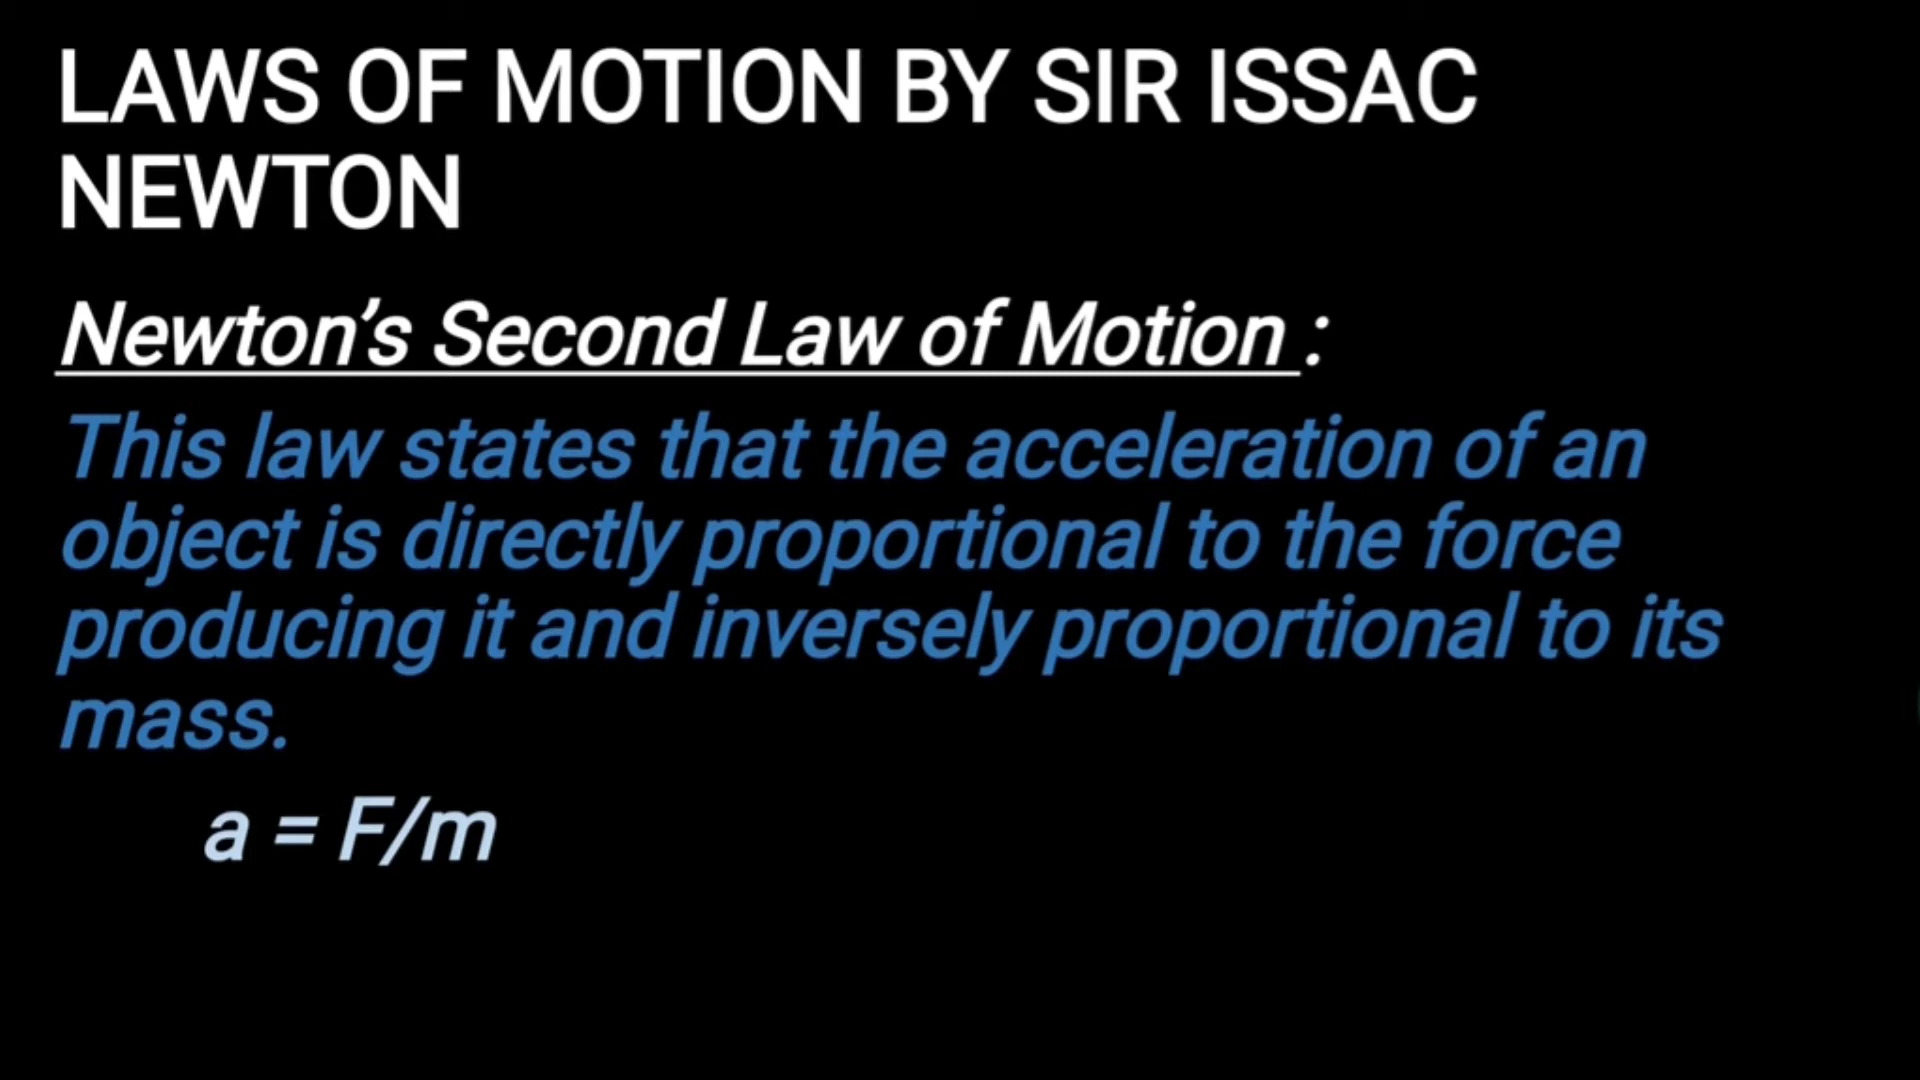 LAWS OF MOTION BY SIR ISSAC
NEWTON
Newton’s Second Law of Motion :
This law states that the acceleration of an
object is directly proportional to the force
producing it and inversely proportional to its
mass.
a = F/m